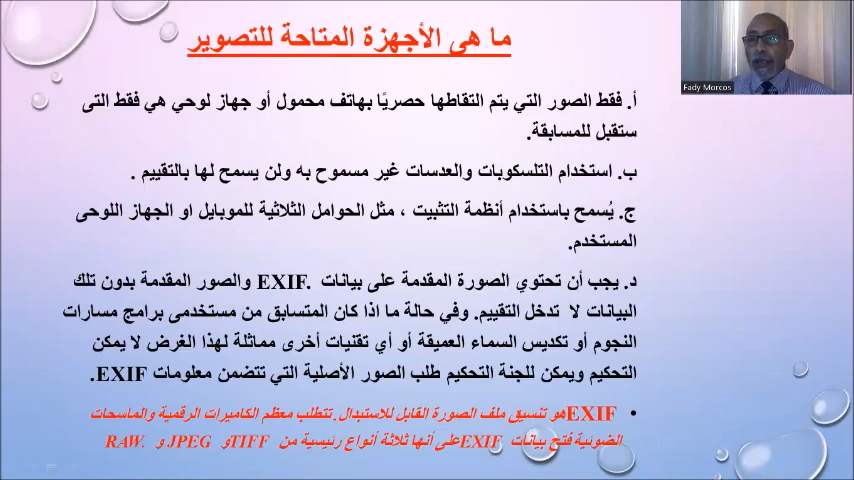 ما هى الأجهزة المتاحة للتصوير
أ. فقط الصور التي يتم التقاطها حصريًا بهاتف محمول أو جهاز لوحي هي فقط التى
ستقبل للمسابقة.
ب. استخدام التلسكوبات والعدسات غير مسموح به ولن يسمح لها بالتقييم .
ج. يُسمح باستخدام أنظمة التثبيت ، مثل الحوامل الثلاثية للموبايل او الجهاز اللوحى
المستخدم.
د. يجب أن تحتوي الصورة المقدمة على بيانات EXIF. والصور المقدمة بدون تلك
البيانات لا تدخل التقييم. وفي حالة ما اذا كان المتسابق من مستخدمى برامج مسارات
النجوم أو تكديس السماء العميقة أو أي تقنيات أخرى مماثلة لهذا الغرض لا يمكن
التحكيم ويمكن للجنة التحكيم طلب الصور الأصلية التي تتضمن معلومات EXIF.
• EXIF هو تنسيق ملف الصورة القابل للاستبدال. تتطلب معظم الكاميرات الرقمية والماسحات
الضوئية فتح بيانات EXIF على أنها ثلاثة أنواع رئيسية من TIFF و JPEG و RAW.
Fady Morcos